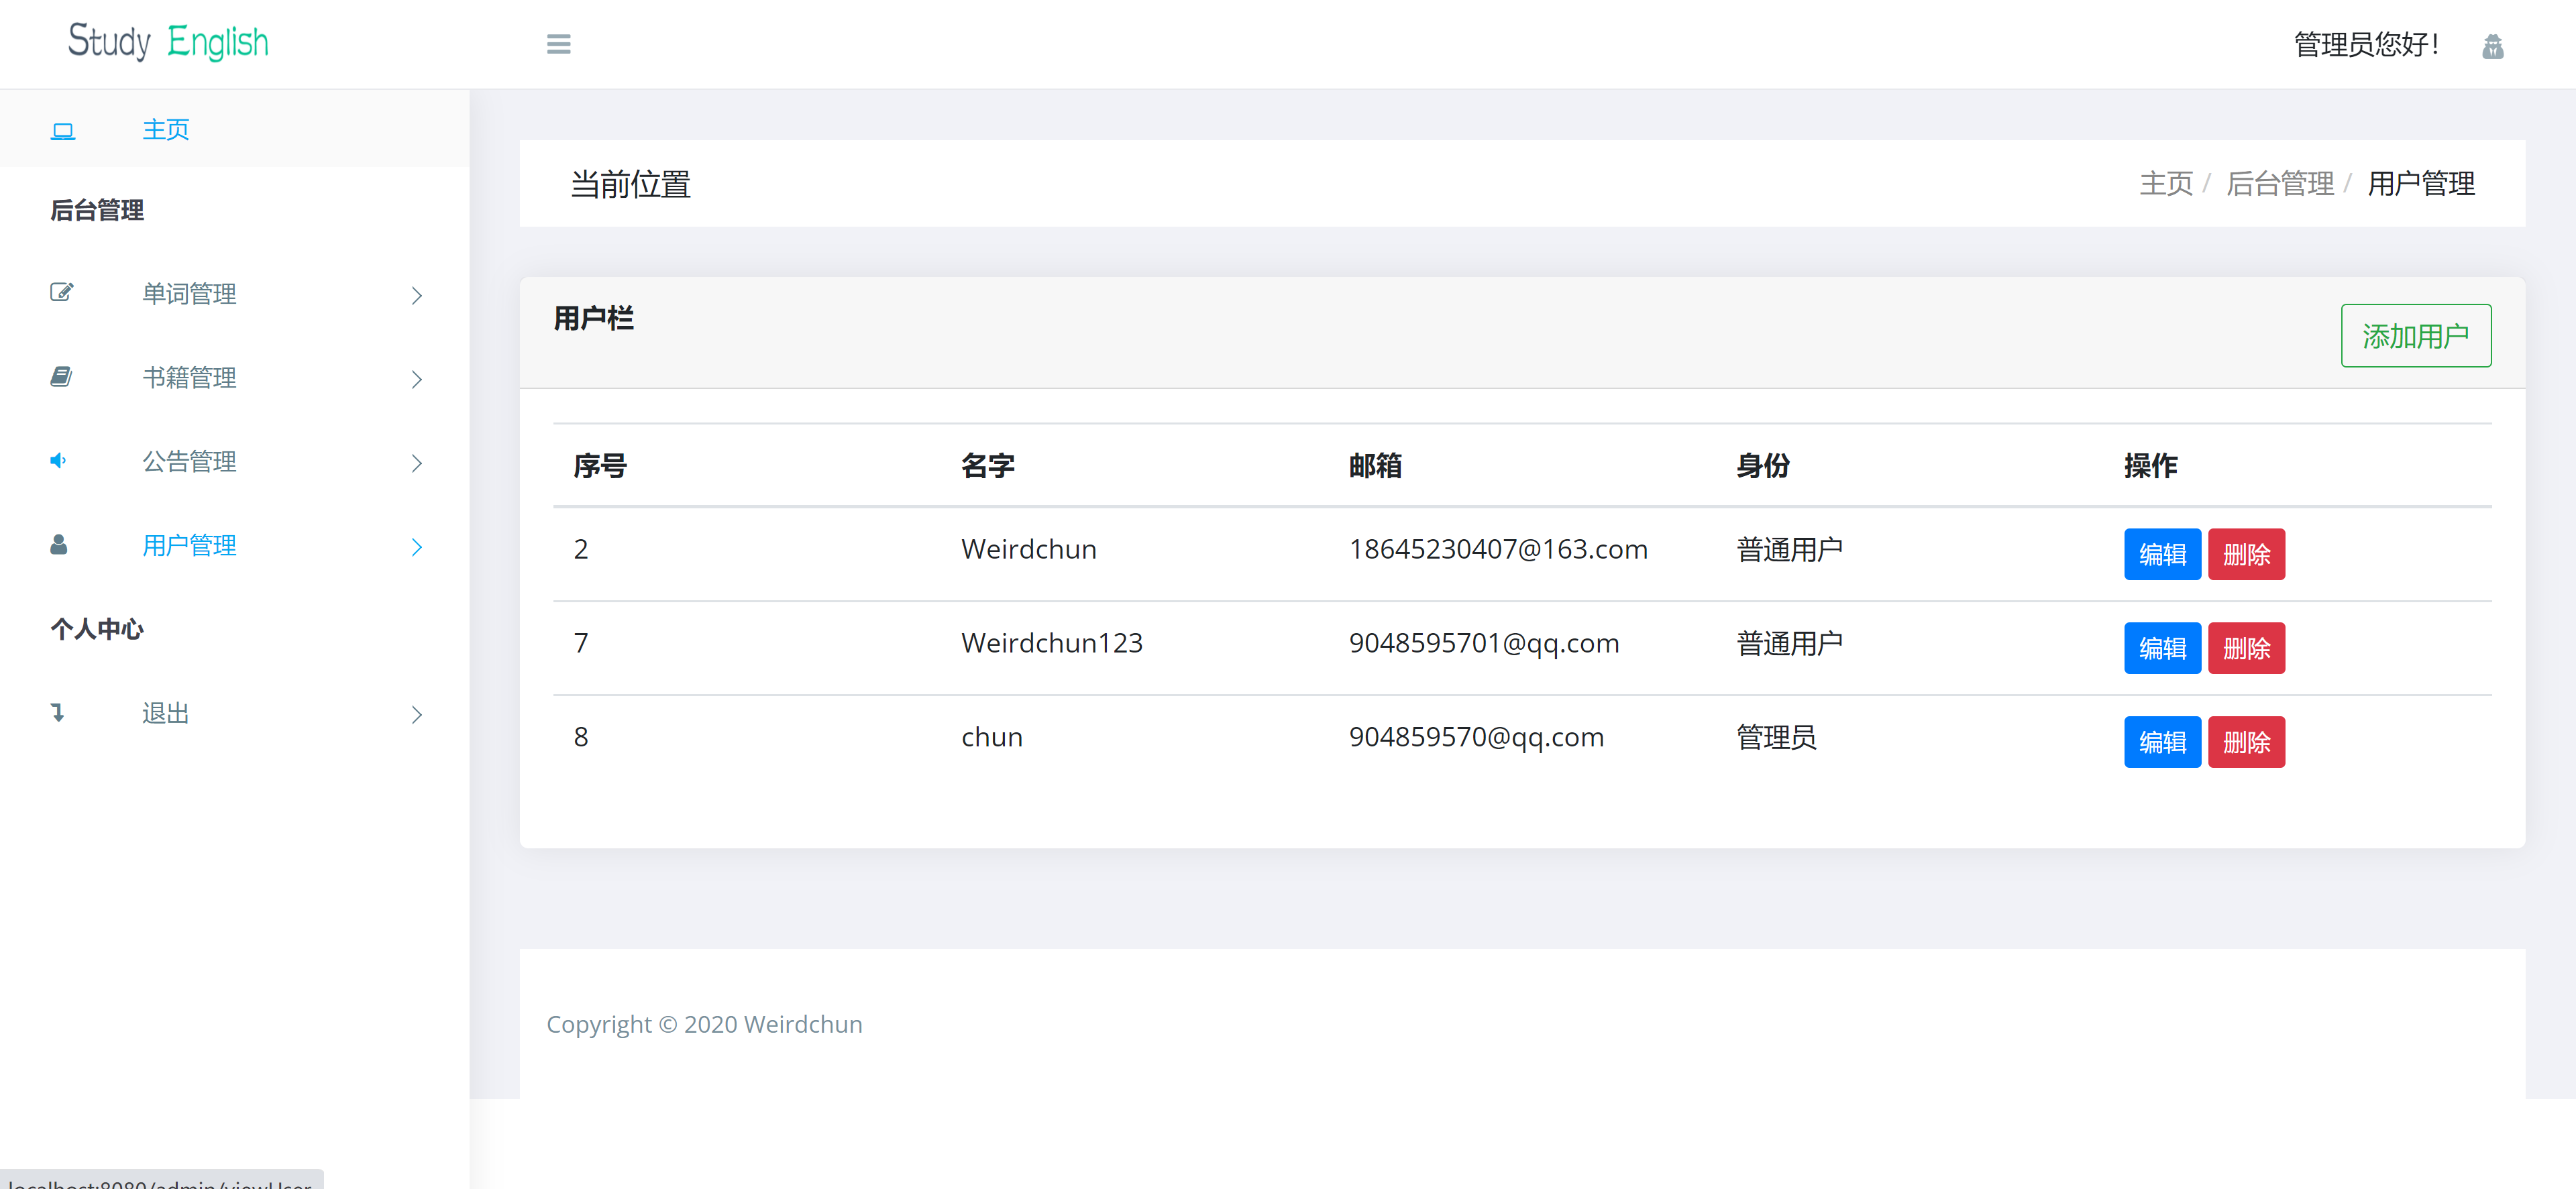 Study English
管理员您好！
主页
后台管理
单词管理
书籍管理
公告管理
用户管理
个人中心
退出
当前位置
主页 / 后台管理 / 用户管理
用户栏
添加用户
序号 名字 邮箱 身份 操作
2 Weirdchun 18645230407@163.com 普通用户 编辑 删除
7 Weirdchun123 9048595701@qq.com 普通用户 编辑 删除
8 chun 904859570@qq.com 管理员 编辑 删除
Copyright © 2020 Weirdchun
localhost:8080/admin/viewUser